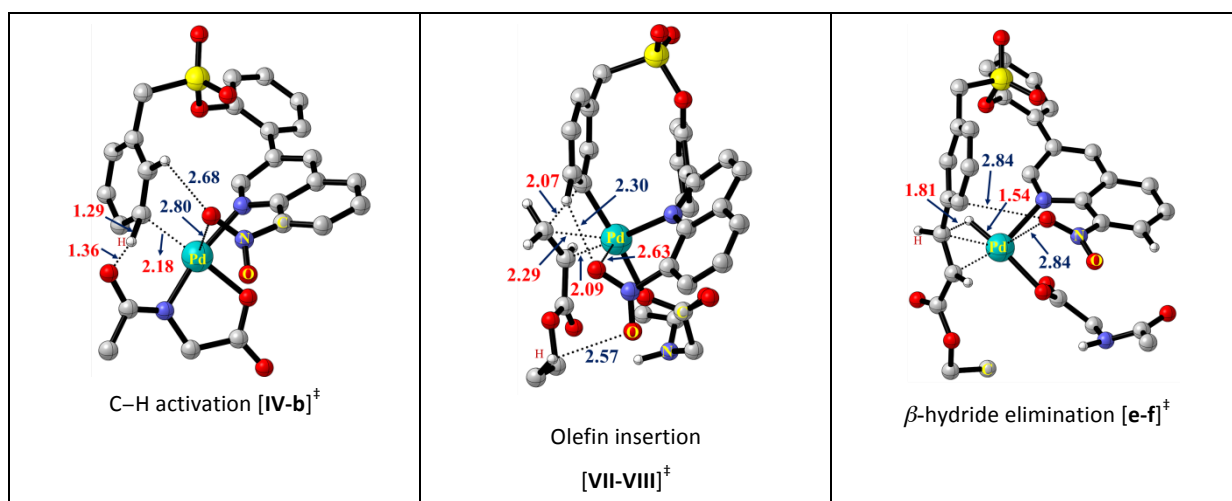 2.68
1.29
2.80
H
N
C
1.36
Pd
2.18
O
C–H activation [IV-b]‡
2.07
2.30
Pd
2.63
2.29
2.09
C
O
H
N
2.57
Olefin insertion
[VII-VIII]‡
2.84
1.81
1.54
N
H
Pd
O
2.84
C
β-hydride elimination [e-f]‡